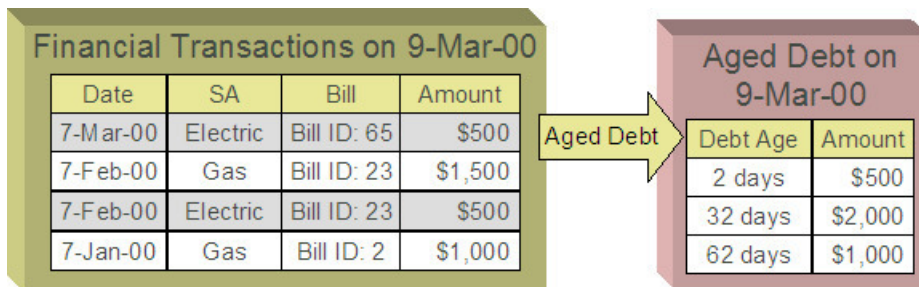 Financial Transactions on 9-Mar-00
Date SA Bill Amount
7-Mar-00 Electric Bill ID: 65 $500
7-Feb-00 Gas Bill ID: 23 $1,500
7-Feb-00 Electric Bill ID: 23 $500
7-Jan-00 Gas Bill ID: 2 $1,000
Aged Debt
Aged Debt on
9-Mar-00
Debt Age Amount
2 days $500
32 days $2,000
62 days $1,000